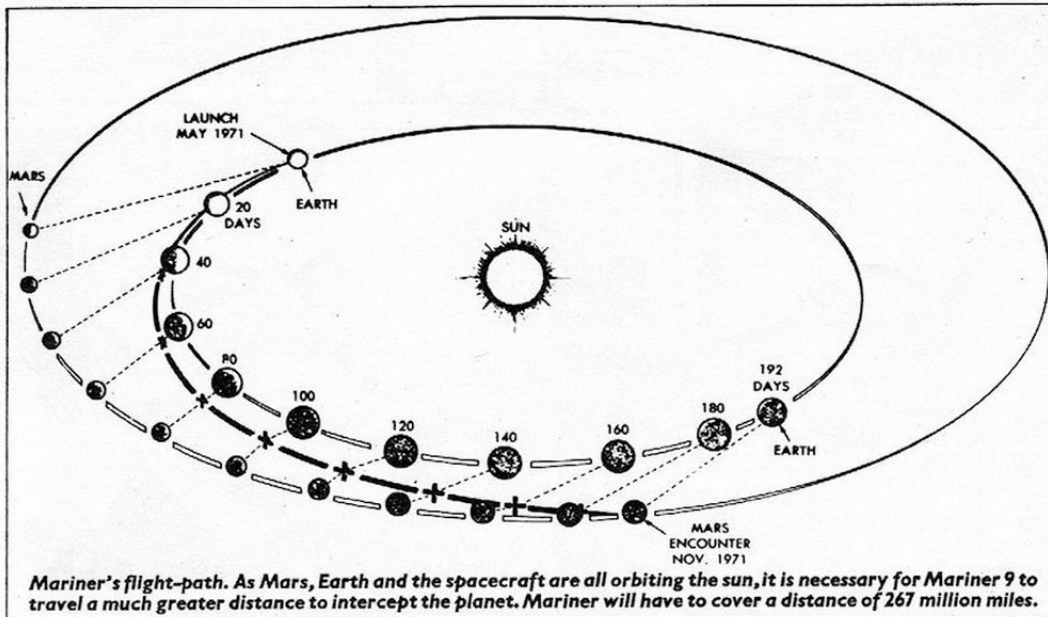 LAUNCH
MAY 1971
MARS
EARTH
20
DAYS
SUN
40
60
80
100
120
140
160
180
192
DAYS
EARTH
MARS
ENCOUNTER
NOV. 1971
Mariner's flight-path. As Mars, Earth and the spacecraft are all orbiting the sun, it is necessary for Mariner 9 to
travel a much greater distance to intercept the planet. Mariner will have to cover a distance of 267 million miles.